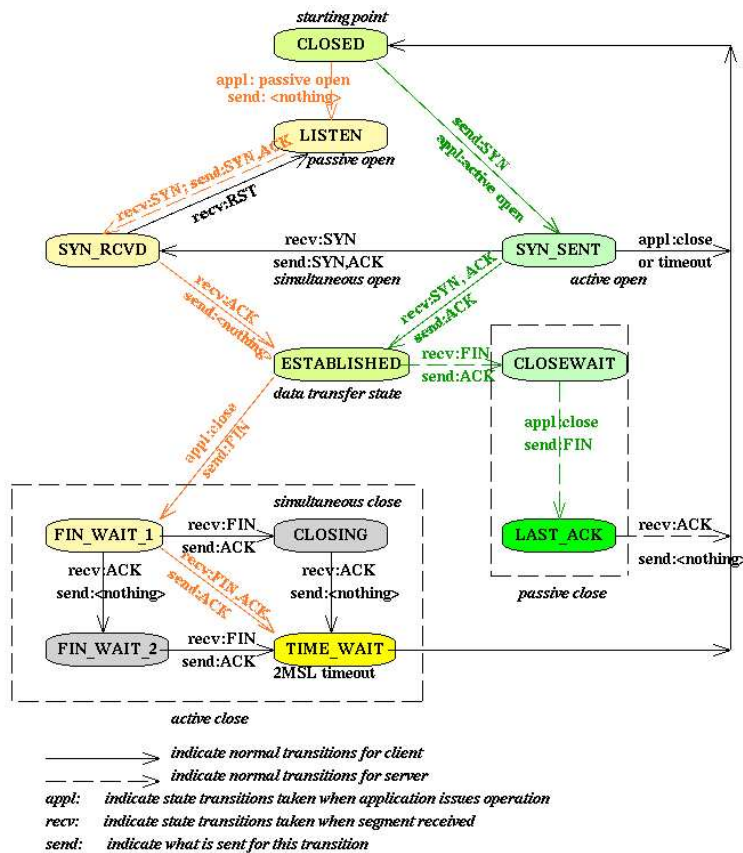 starting point
CLOSED
appl: passive open
send: <nothing>
send:SYN
appl:active open
LISTEN
passive open
recv:SYN; send:SYN,ACK
recv:RST
SYN_RCVD
recv:SYN
send:SYN,ACK
simultaneous open
SYN_SENT
active open
appl:close
or timeout
recv:ACK
send:<nothing>
recv:SYN, ACK
send:ACK
ESTABLISHED
data transfer state
recv:FIN
send:ACK
CLOSEWAIT
appl:close
send:FIN
appl:close
send:FIN
simultaneous close
FIN_WAIT_1
recv:FIN
send:ACK
CLOSING
LAST_ACK
recv:ACK
send:<nothing>
passive close
recv:ACK
send:<nothing>
recv:FIN,ACK
send:ACK
recv:ACK
send:<nothing>
FIN_WAIT_2
recv:FIN
send:ACK
TIME_WAIT
2MSL timeout
active close
indicate normal transitions for client
indicate normal transitions for server
appl: indicate state transitions taken when application issues operation
recv: indicate state transitions taken when segment received
send: indicate what is sent for this transition